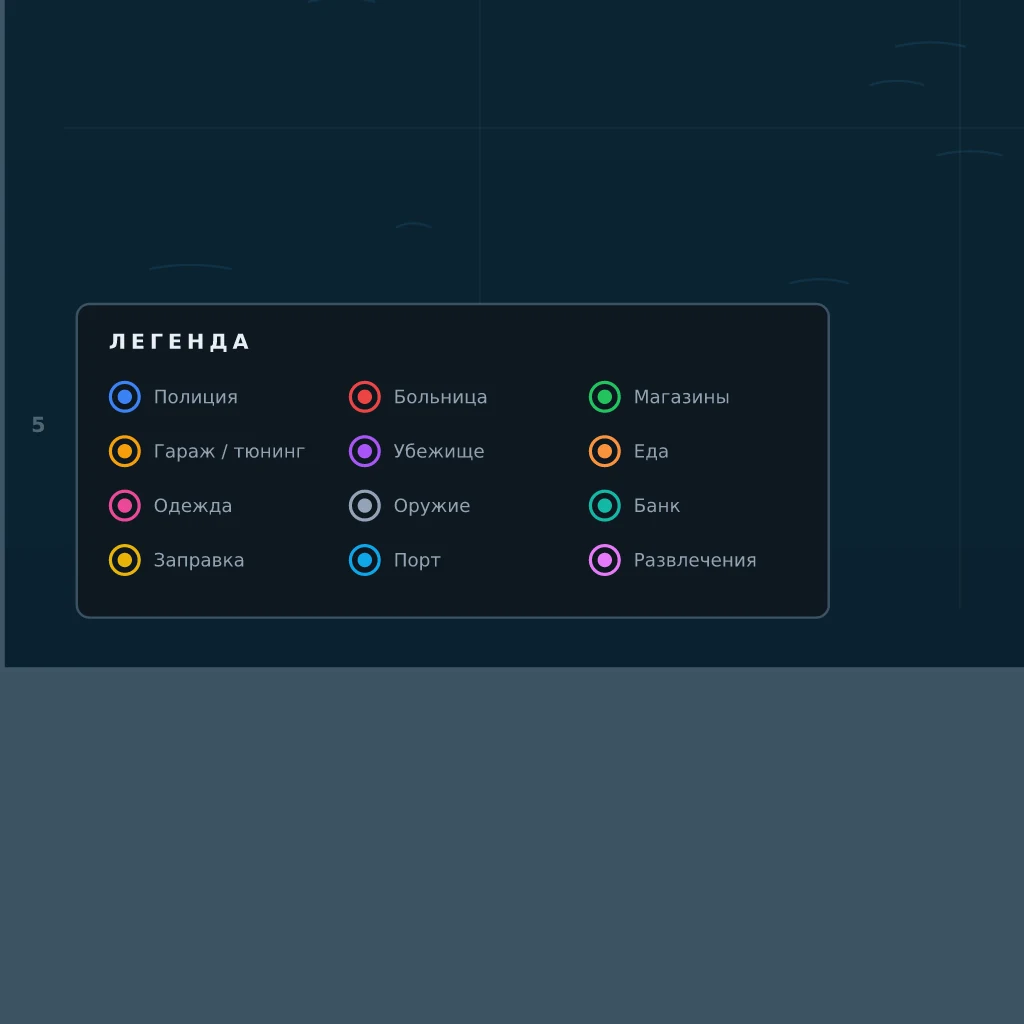 ЛЕГЕНДА
Полиция Больница Магазины
5
Гараж / тюнинг Убежище Еда
Одежда Оружие Банк
Заправка Порт Развлечения